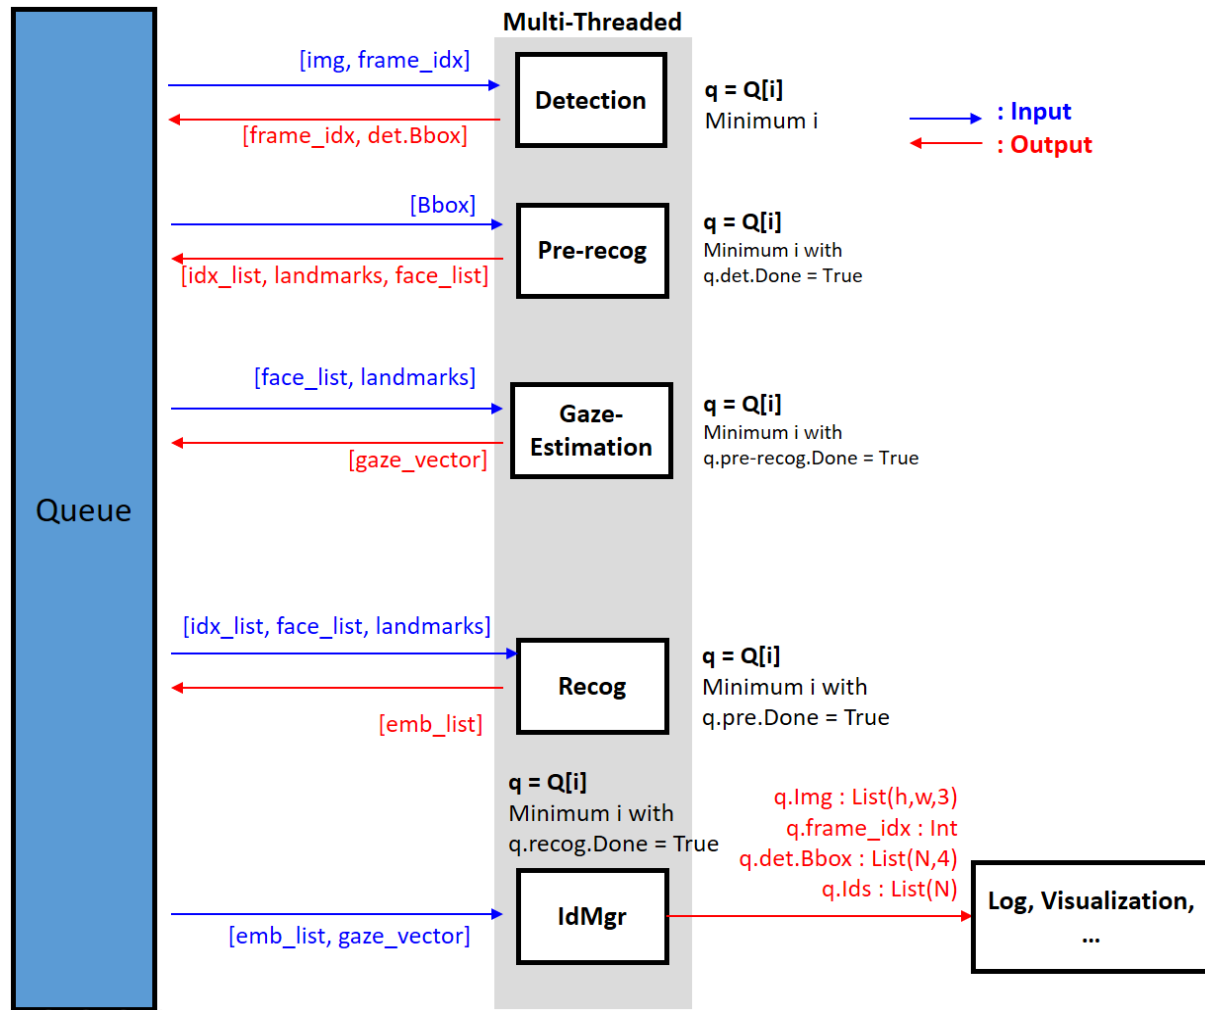 Multi-Threaded
[img, frame_idx]
Detection
[frame_idx, det.Bbox]
q = Q[i]
Minimum i
: Input
: Output
[Bbox]
Pre-recog
[idx_list, landmarks, face_list]
q = Q[i]
Minimum i with
q.det.Done = True
[face_list, landmarks]
Gaze-
Estimation
[gaze_vector]
q = Q[i]
Minimum i with
q.pre-recog.Done = True
Queue
[idx_list, face_list, landmarks]
Recog
[emb_list]
q = Q[i]
Minimum i with
q.pre.Done = True
q = Q[i]
Minimum i with
q.recog.Done = True
IdMgr
[emb_list, gaze_vector]
q.Img : List(h,w,3)
q.frame_idx : Int
q.det.Bbox : List(N,4)
q.Ids : List(N)
Log, Visualization,
...